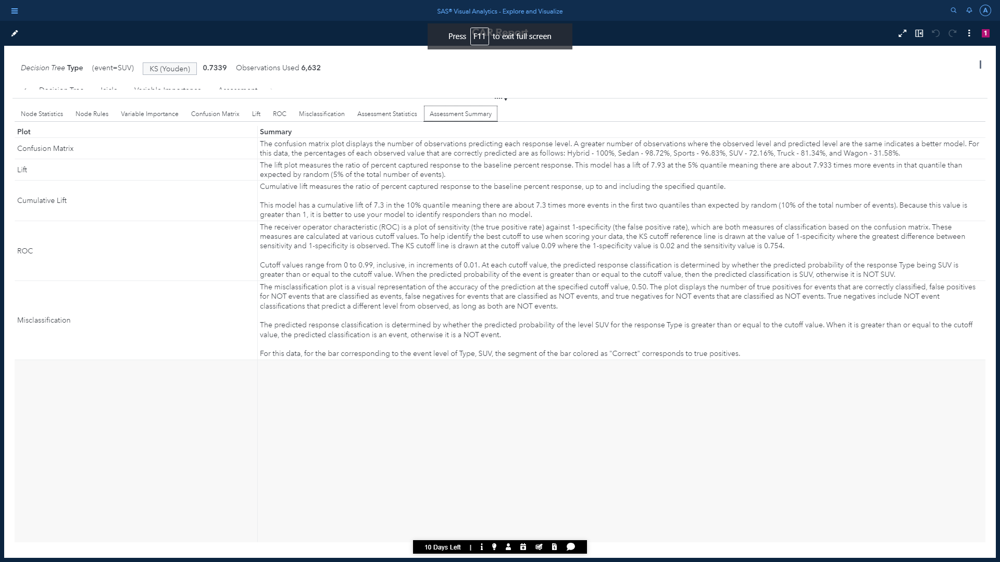 SAS® Visual Analytics - Explore and Visualize
A
CAR Report
Press F11 to exit full screen
1
Decision Tree Type (event=SUV) KS (Youden) 0.7339 Observations Used 6,632
Decision Tree Icicle Variable Importance Assessment
Node Statistics Node Rules Variable Importance Confusion Matrix Lift ROC Misclassification Assessment Statistics Assessment Summary
Plot Summary
Confusion Matrix
The confusion matrix plot displays the number of observations predicting each response level. A greater number of observations where the observed level and predicted level are the same indicates a better model. For
this data, the percentages of each observed value that are correctly predicted are as follows: Hybrid - 100%, Sedan - 98.72%, Sports - 96.83%, SUV - 72.16%, Truck - 81.34%, and Wagon - 31.58%.
Lift
The lift plot measures the ratio of percent captured response to the baseline percent response. This model has a lift of 7.93 at the 5% quantile meaning there are about 7.933 times more events in that quantile than
expected by random (5% of the total number of events).
Cumulative Lift
Cumulative lift measures the ratio of percent captured response to the baseline percent response, up to and including the specified quantile.
This model has a cumulative lift of 7.3 in the 10% quantile meaning there are about 7.3 times more events in the first two quantiles than expected by random (10% of the total number of events). Because this value is
greater than 1, it is better to use your model to identify responders than no model.
ROC
The receiver operator characteristic (ROC) is a plot of sensitivity (the true positive rate) against 1-specificity (the false positive rate), which are both measures of classification based on the confusion matrix. These
measures are calculated at various cutoff values. To help identify the best cutoff to use when scoring your data, the KS cutoff reference line is drawn at the value of 1-specificity where the greatest difference between
sensitivity and 1-specificity is observed. The KS cutoff line is drawn at the cutoff value 0.09 where the 1-specificity value is 0.02 and the sensitivity value is 0.754.
Cutoff values range from 0 to 0.99, inclusive, in increments of 0.01. At each cutoff value, the predicted response classification is determined by whether the predicted probability of the response Type being SUV is
greater than or equal to the cutoff value. When the predicted probability of the event is greater than or equal to the cutoff value, then the predicted classification is SUV, otherwise it is NOT SUV.
Misclassification
The misclassification plot is a visual representation of the accuracy of the prediction at the specified cutoff value, 0.50. The plot displays the number of true positives for events that are correctly classified, false positives
for NOT events that are classified as events, false negatives for events that are classified as NOT events, and true negatives for NOT events that are classified as NOT events. True negatives include NOT event
classifications that predict a different level from observed, as long as both are NOT events.
The predicted response classification is determined by whether the predicted probability of the level SUV for the response Type is greater than or equal to the cutoff value. When it is greater than or equal to the cutoff
value, the predicted classification is an event, otherwise it is a NOT event.
For this data, for the bar corresponding to the event level of Type, SUV, the segment of the bar colored as "Correct" corresponds to true positives.
10 Days Left |